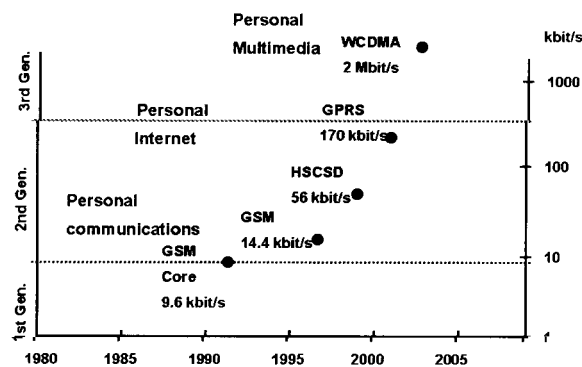 Personal
Multimedia
WCDMA
2 Mbit/s
kbit/s
3rd Gen.
1000
Personal
Internet
GPRS
170 kbit/s
2nd Gen.
HSCSD
56 kbit/s
100
Personal
communications
GSM
14.4 kbit/s
GSM
Core
9.6 kbit/s
10
1st Gen.
1980
1985
1990
1995
2000
2005